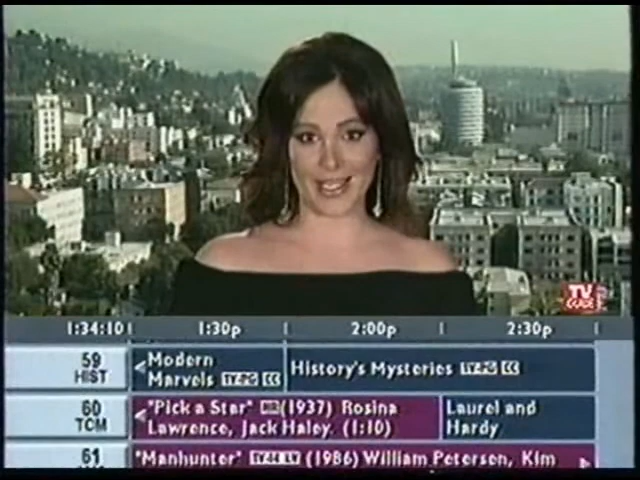 TV
GUIDE
1:34:10 1:30p 2:00p 2:30p
59
HIST
Modern
Marvels TV-PG CC
History's Mysteries TV-PG CC
60
TCM
"Pick a Star" (1937) Rosina
Lawrence, Jack Haley. (1:10)
Laurel and
Hardy
61
"Manhunter" TV-14 LV (1986) William Petersen, Kim